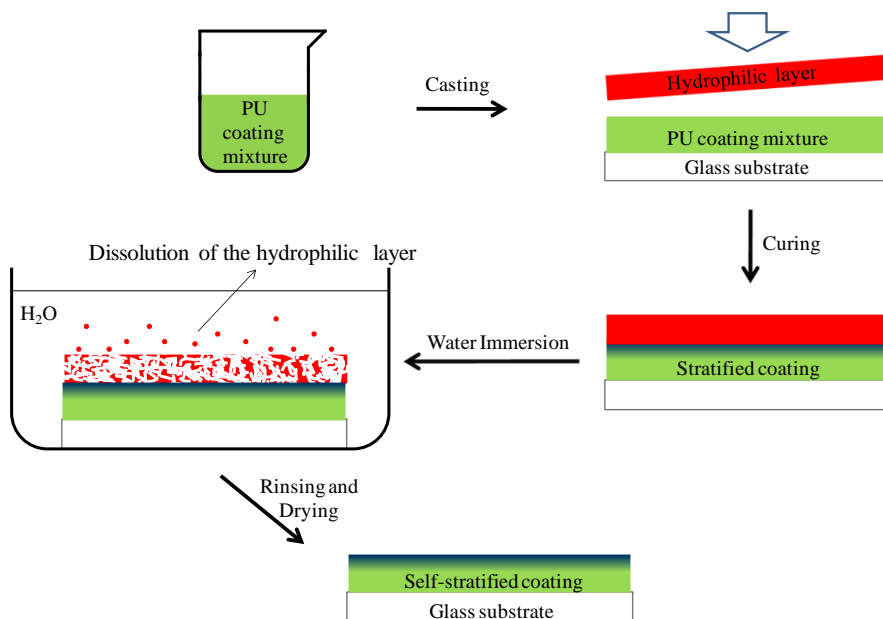 PU
coating
mixture
Casting
Hydrophilic layer
PU coating mixture
Glass substrate
Curing
Stratified coating
Water Immersion
Dissolution of the hydrophilic layer
H₂O
Rinsing and
Drying
Self-stratified coating
Glass substrate